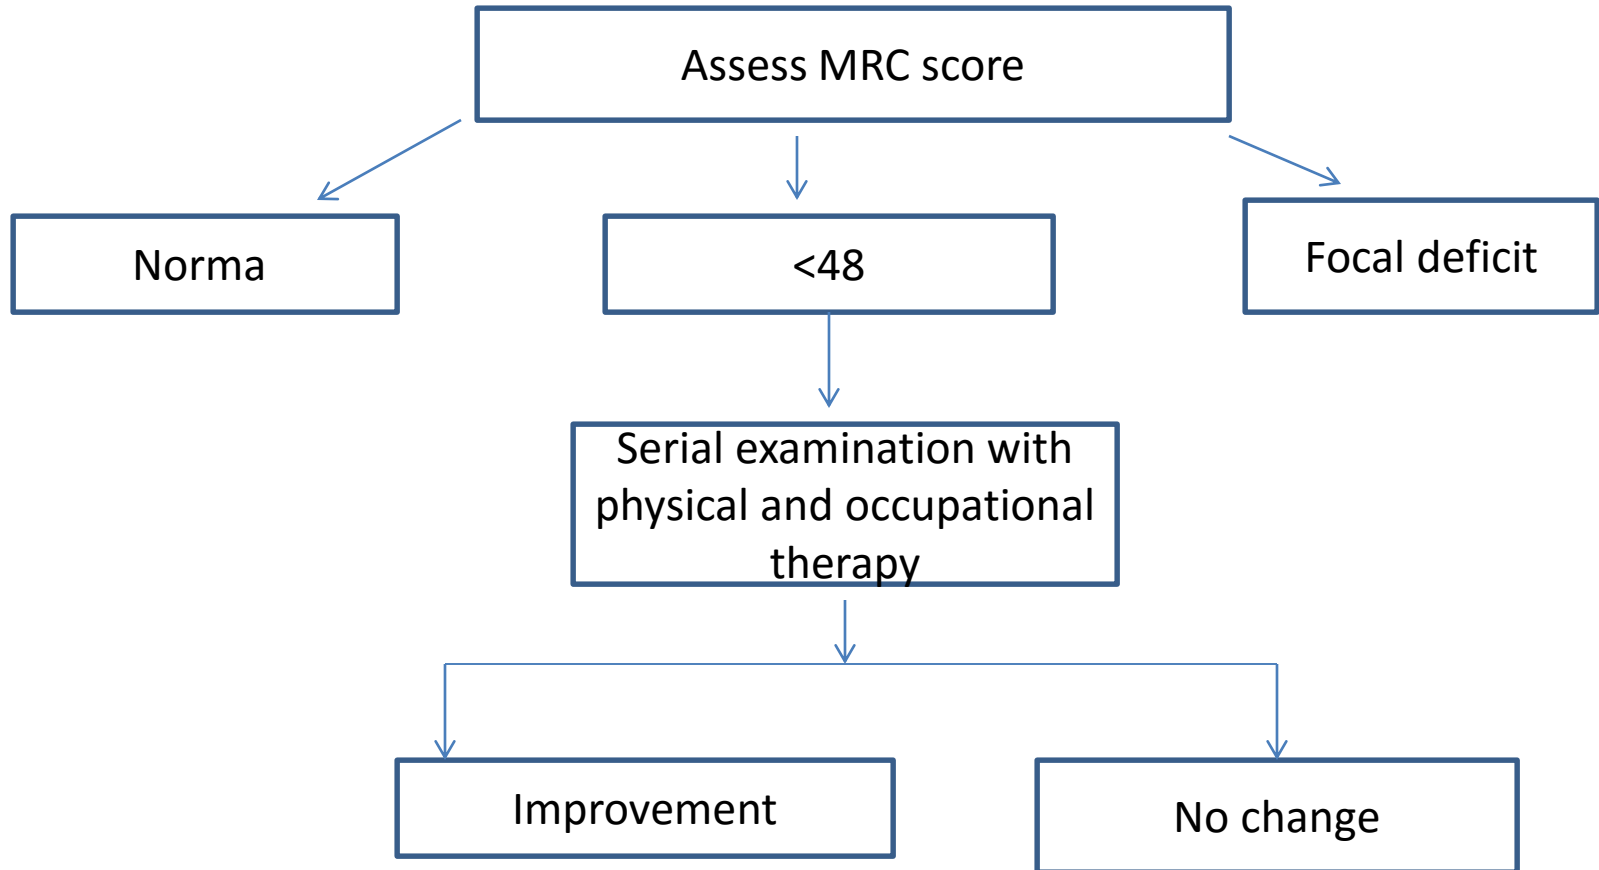 Assess MRC score
Norma
<48
Focal deficit
Serial examination with
physical and occupational
therapy
Improvement
No change